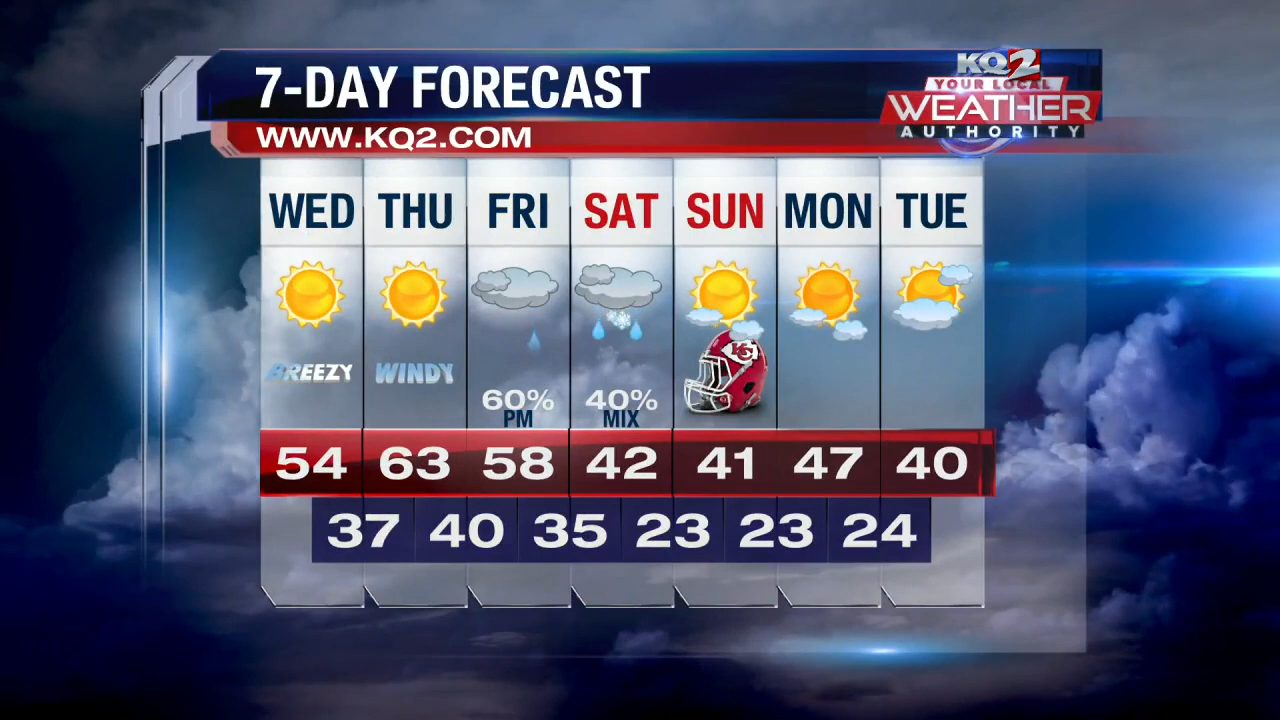 7-DAY FORECAST
WWW.KQ2.COM
KQ2
YOUR LOCAL
WEATHER
AUTHORITY
WED THU FRI SAT SUN MON TUE
BREEZY WINDY
KC
60% 40%
PM MIX
54 63 58 42 41 47 40
37 40 35 23 23 24